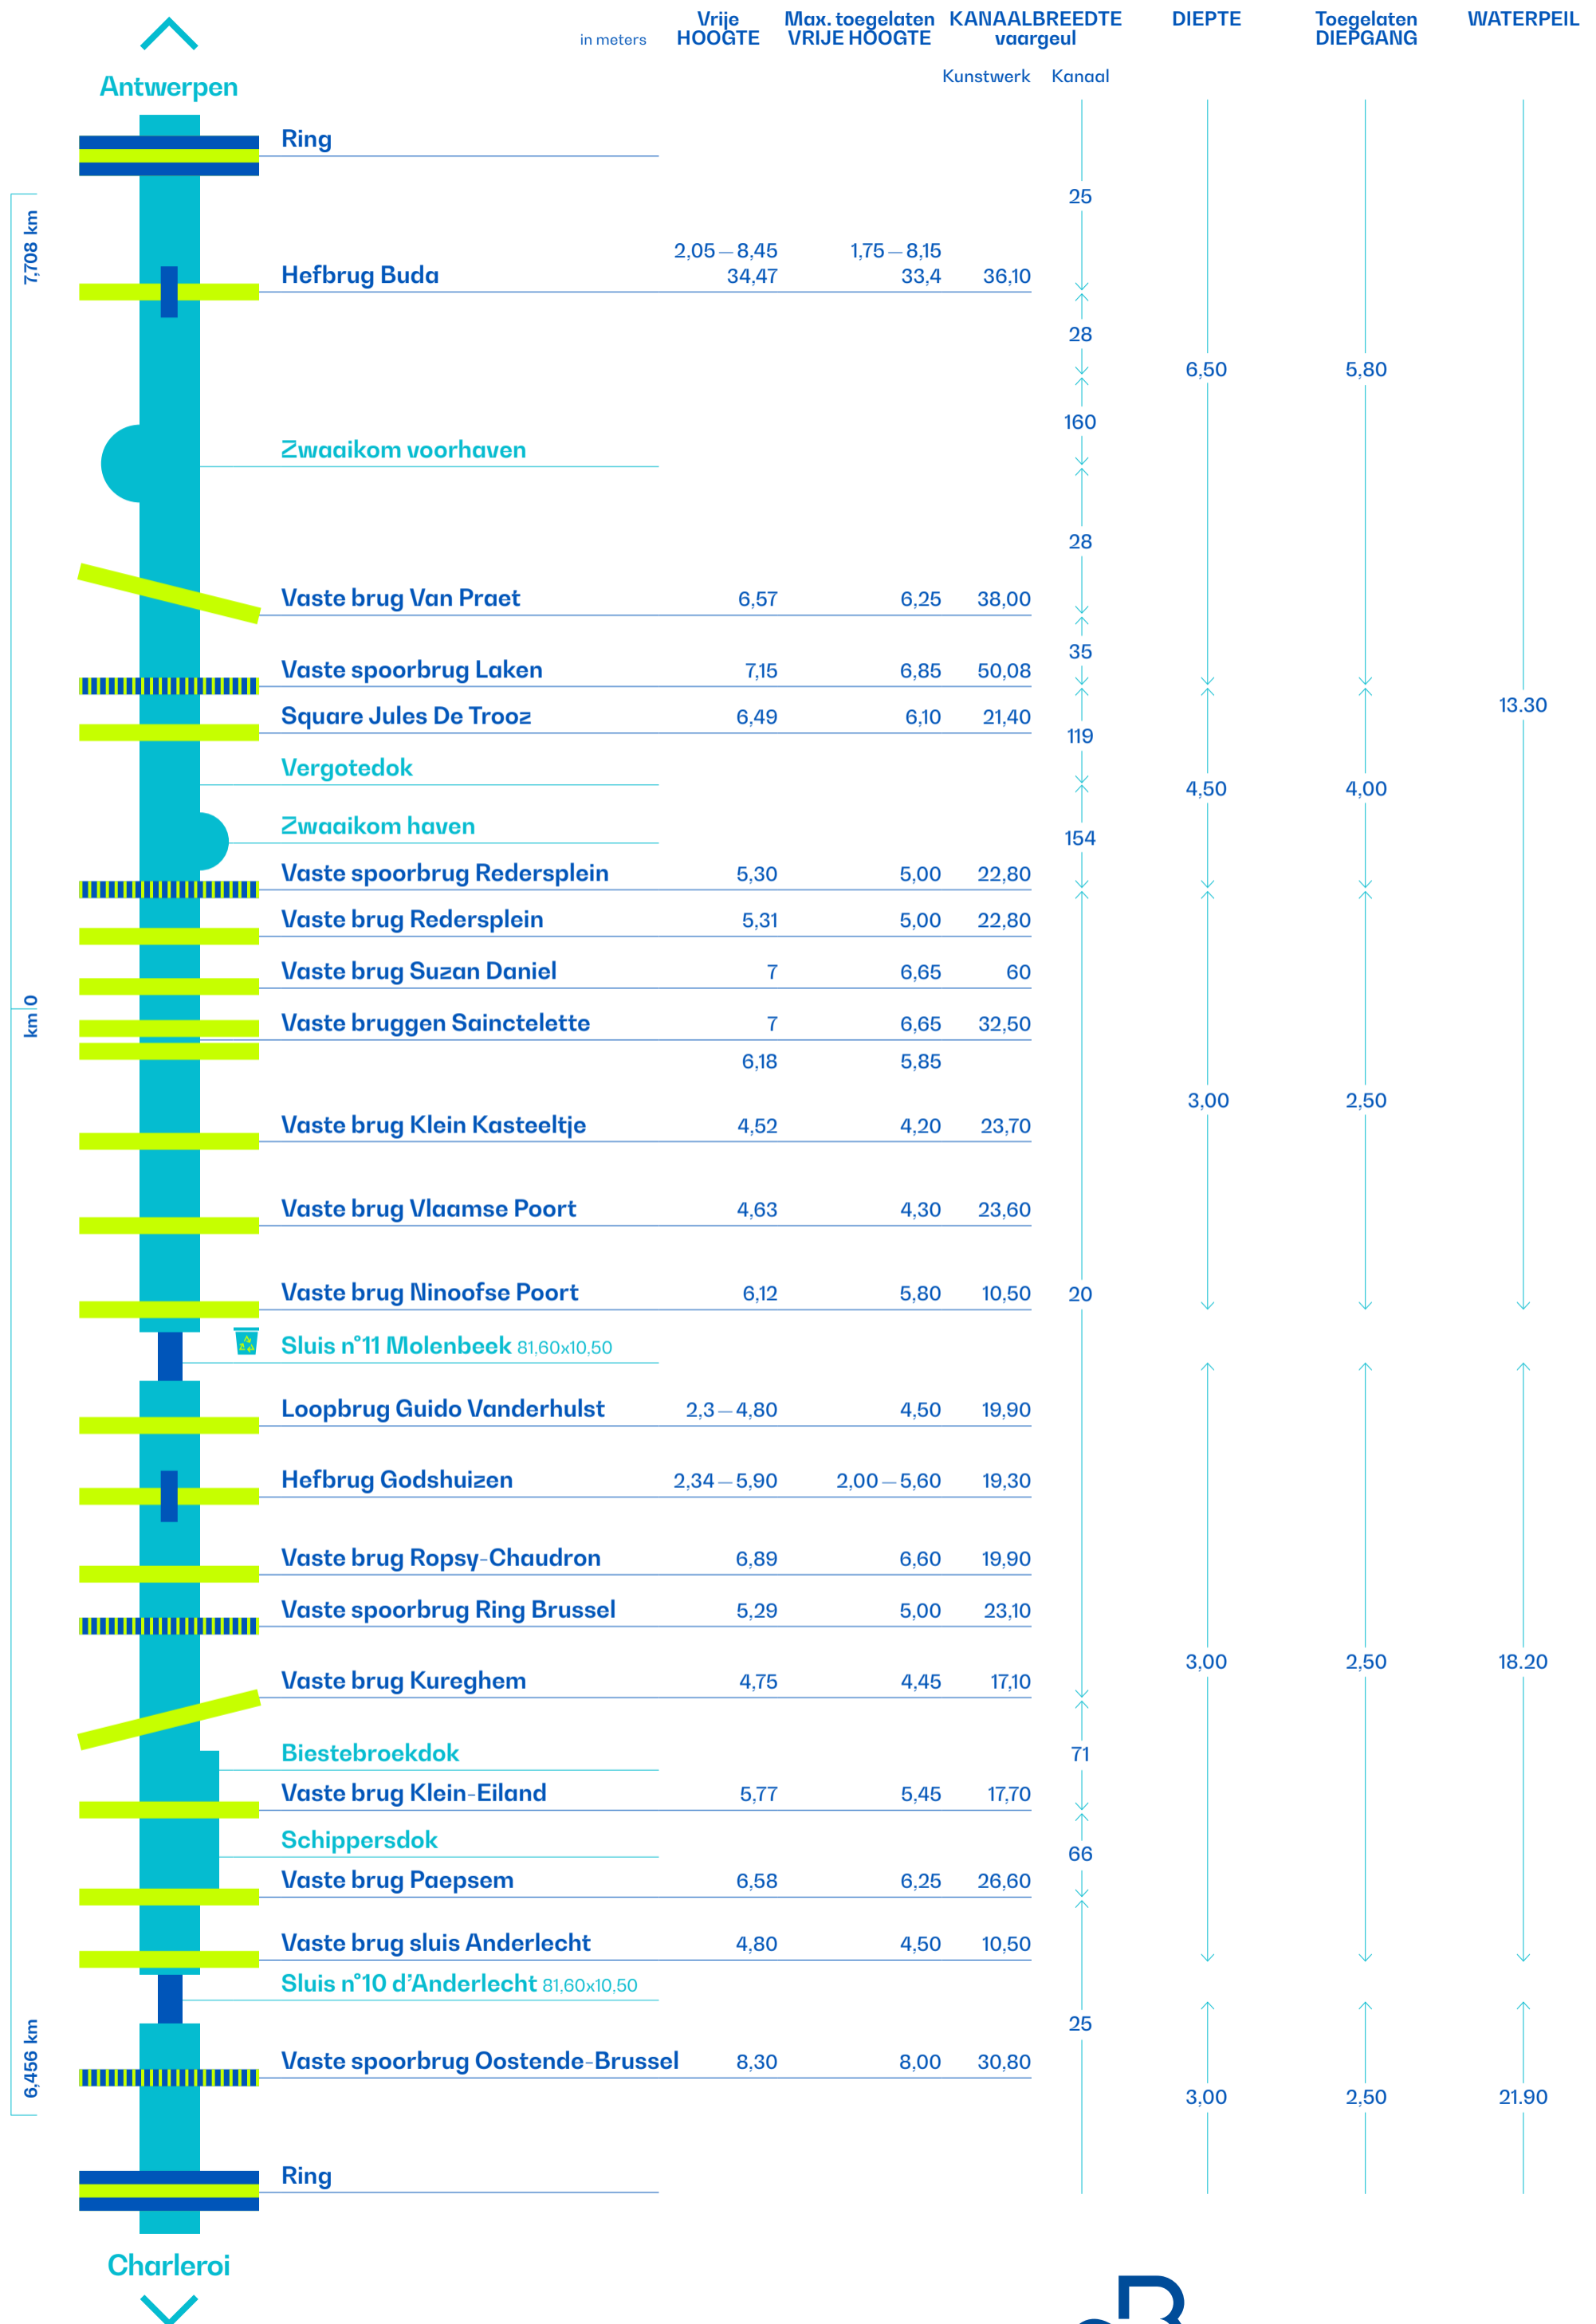 Vrije Max. toegelaten KANAALBREEDTE DIEPTE Toegelaten WATERPEIL
in meters HOOGTE VRIJE HOOGTE vaargeul DIEPGANG
Kunstwerk Kanaal
Antwerpen
Ring
25
7,708 km
2,05—8,45 1,75—8,15
Hefbrug Buda 34,47 33,4 36,10
28
6,50 5,80
160
Zwaaikom voorhaven
28
Vaste brug Van Praet 6,57 6,25 38,00
35
Vaste spoorbrug Laken 7,15 6,85 50,08
13.30
Square Jules De Trooz 6,49 6,10 21,40
119
Vergotedok
4,50 4,00
Zwaaikom haven
154
Vaste spoorbrug Redersplein 5,30 5,00 22,80
Vaste brug Redersplein 5,31 5,00 22,80
Vaste brug Suzan Daniel 7 6,65 60
km 0
Vaste bruggen Sainctelette 7 6,65 32,50
6,18 5,85
3,00 2,50
Vaste brug Klein Kasteeltje 4,52 4,20 23,70
Vaste brug Vlaamse Poort 4,63 4,30 23,60
Vaste brug Ninoofse Poort 6,12 5,80 10,50 20
Sluis n°11 Molenbeek 81,60x10,50
Loopbrug Guido Vanderhulst 2,3—4,80 4,50 19,90
Hefbrug Godshuizen 2,34—5,90 2,00—5,60 19,30
Vaste brug Ropsy-Chaudron 6,89 6,60 19,90
Vaste spoorbrug Ring Brussel 5,29 5,00 23,10
3,00 2,50 18.20
Vaste brug Kureghem 4,75 4,45 17,10
Biestebroekdok
71
Vaste brug Klein-Eiland 5,77 5,45 17,70
Schippersdok
66
Vaste brug Paepsem 6,58 6,25 26,60
Vaste brug sluis Anderlecht 4,80 4,50 10,50
Sluis n°10 d’Anderlecht 81,60x10,50
25
6,456 km
Vaste spoorbrug Oostende-Brussel 8,30 8,00 30,80
3,00 2,50 21.90
Ring
Charleroi